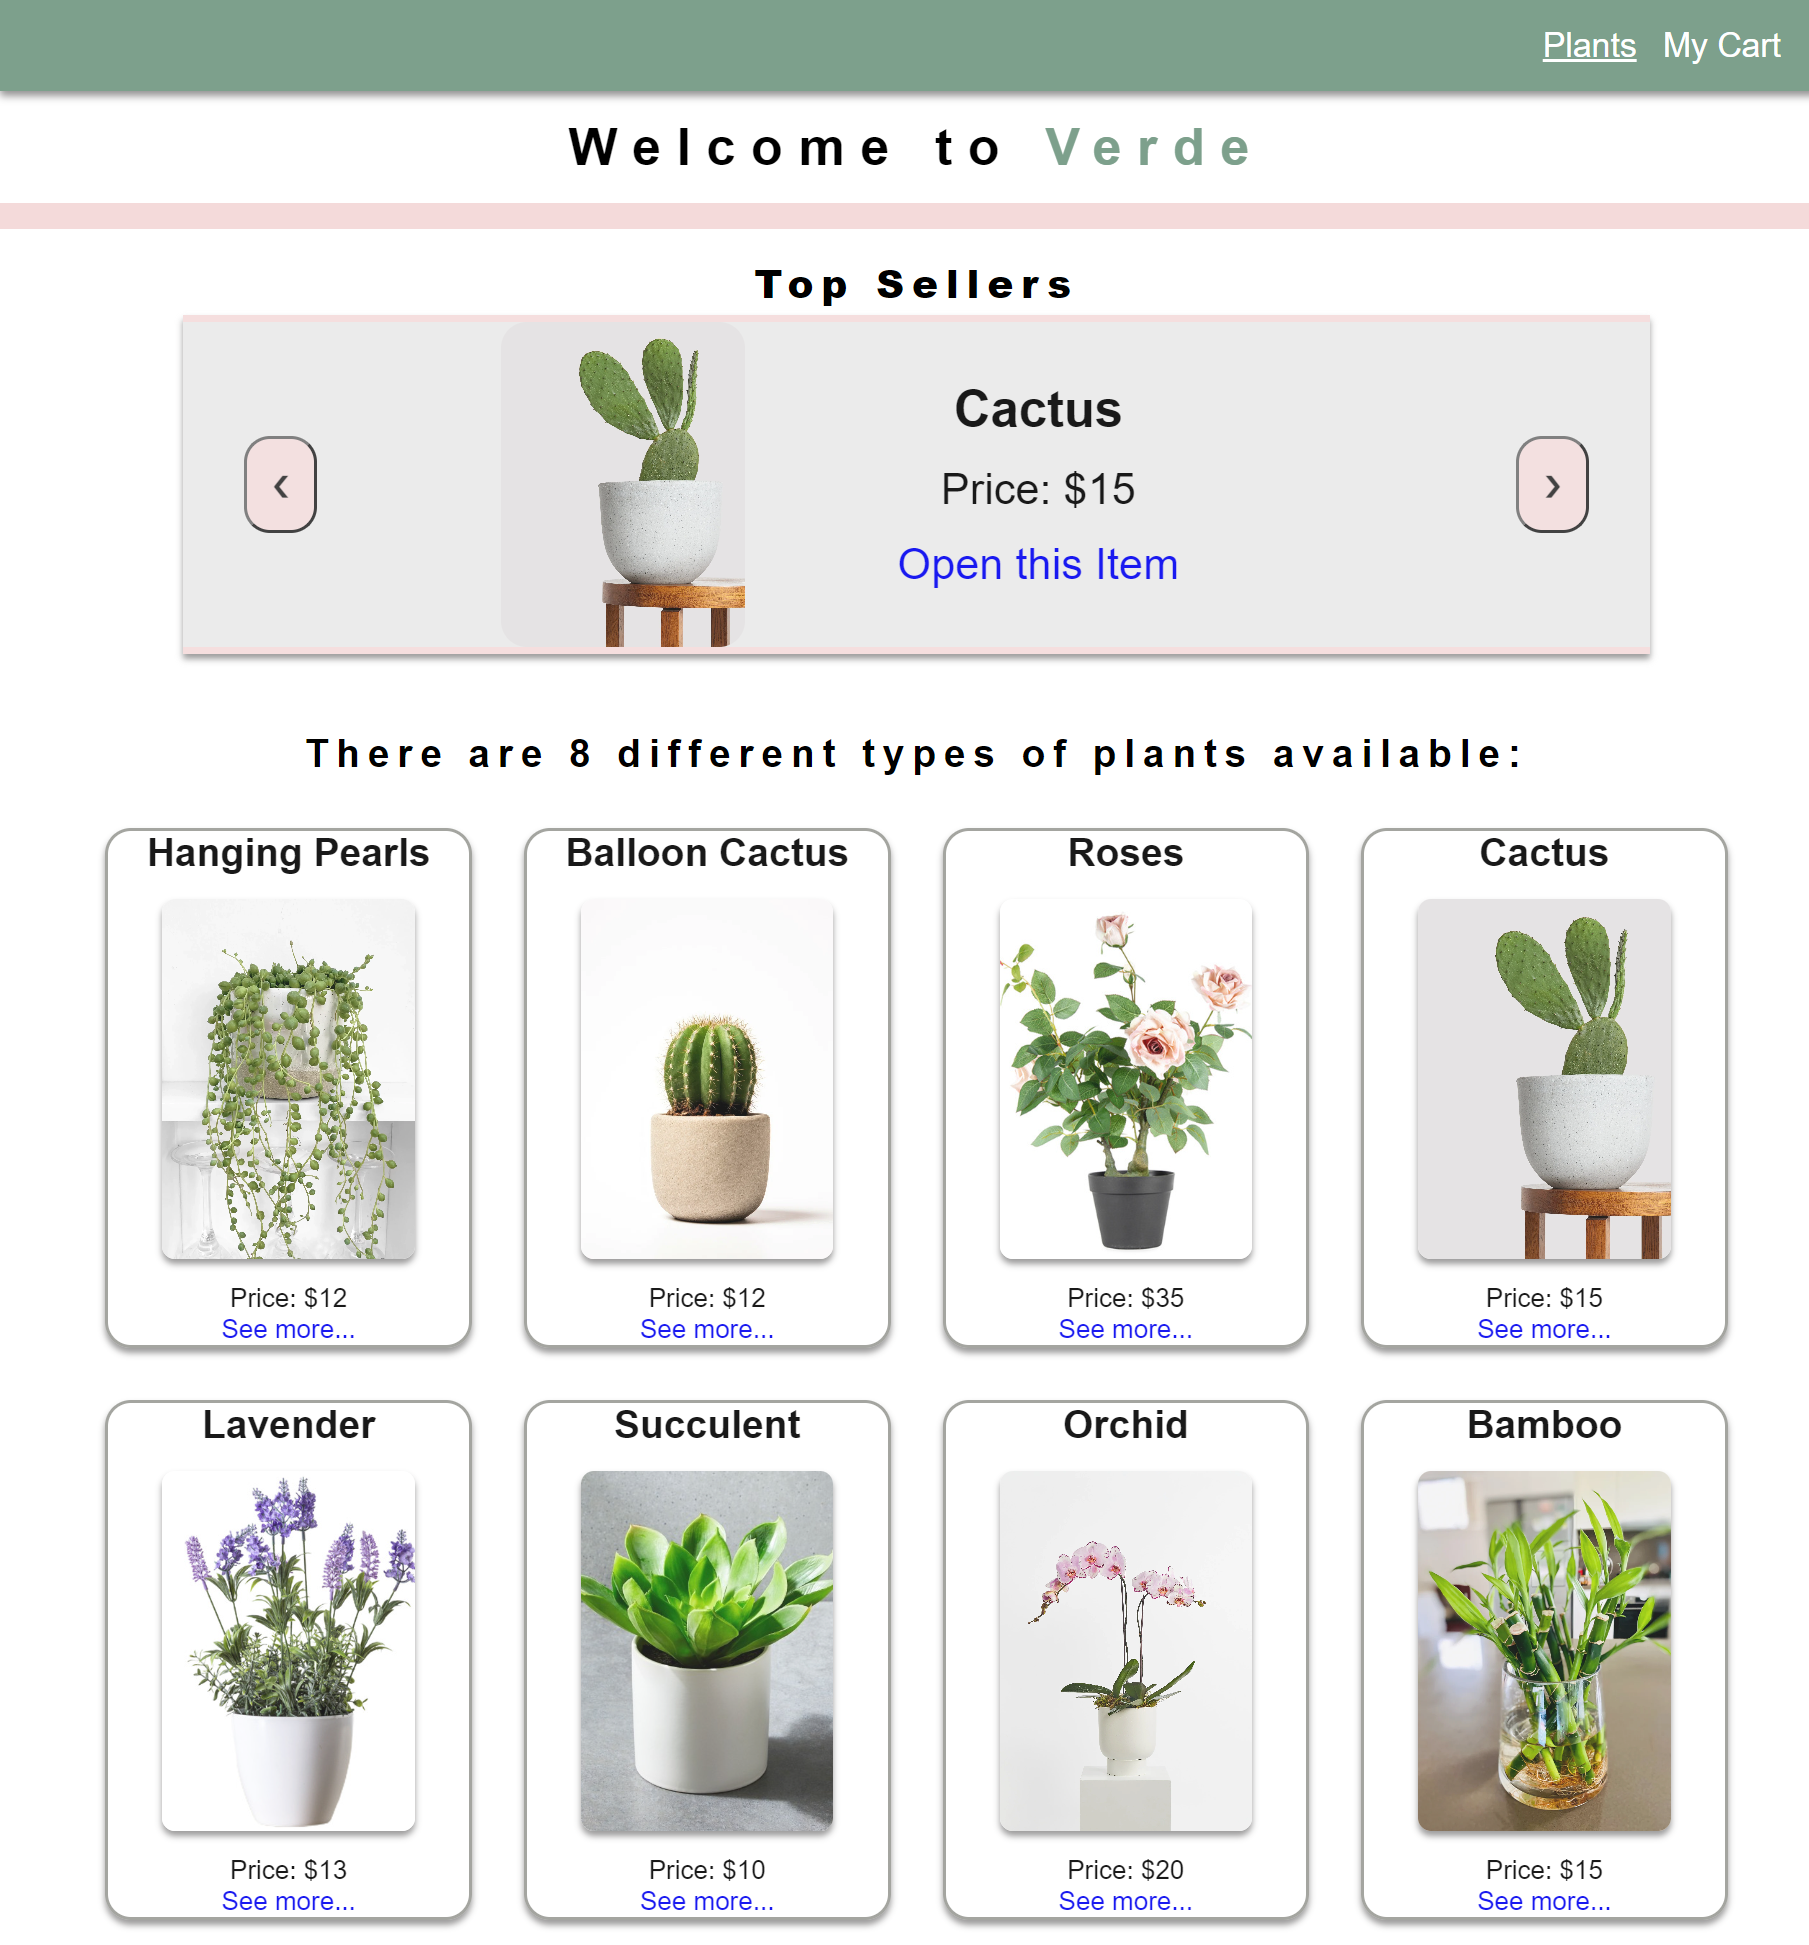 Plants My Cart
Welcome to Verde
Top Sellers
Cactus
Price: $15
Open this Item
‹ ›
There are 8 different types of plants available:
Hanging Pearls
Price: $12
See more...
Balloon Cactus
Price: $12
See more...
Roses
Price: $35
See more...
Cactus
Price: $15
See more...
Lavender
Price: $13
See more...
Succulent
Price: $10
See more...
Orchid
Price: $20
See more...
Bamboo
Price: $15
See more...